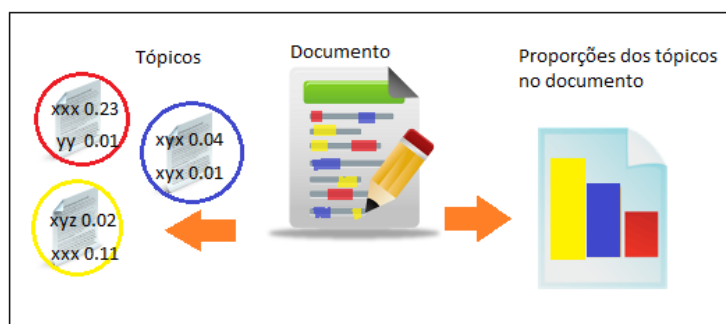 Tópicos
xxx 0.23
yy 0.01
xyx 0.04
xyx 0.01
xyz 0.02
xxx 0.11
Documento
Proporções dos tópicos
no documento